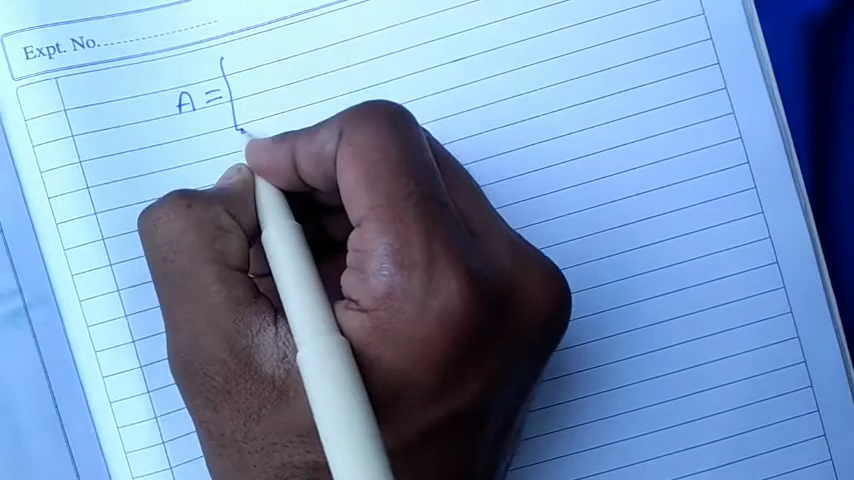 Expt. No.
A = [